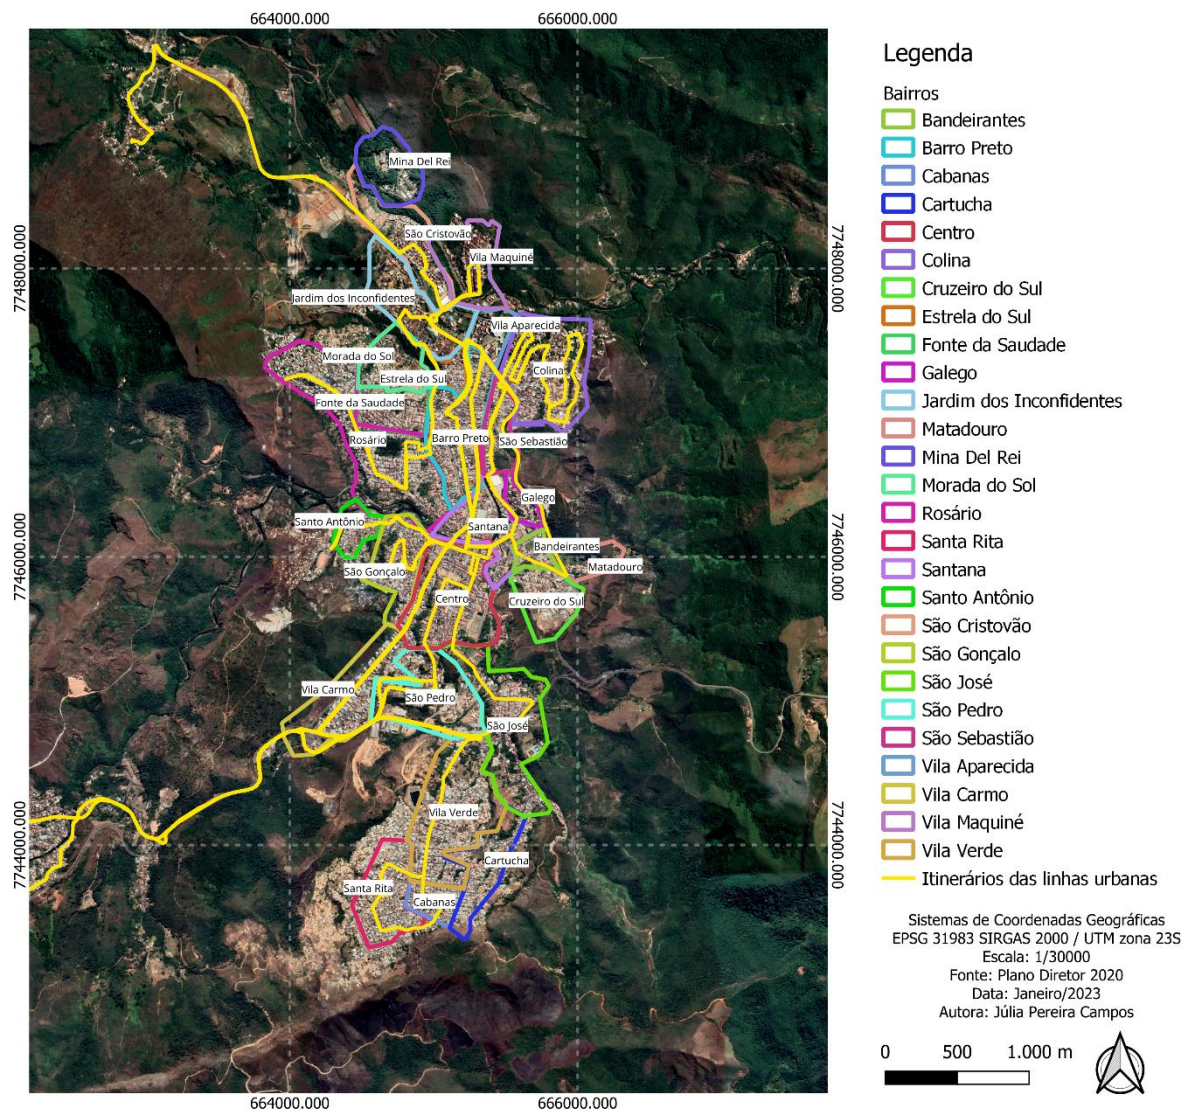 664000.000
666000.000
7748000.000
7748000.000
7746000.000
7746000.000
7744000.000
7744000.000
664000.000
666000.000
Mina Del Rei
São Cristovão
Vila Maquiné
Jardim dos Inconfidentes
Vila Aparecida
Morada do Sol
Colina
Estrela do Sul
Fonte da Saudade
Rosário
Barro Preto
São Sebastião
Galego
Santo Antônio
Santana
Bandeirantes
Matadouro
São Gonçalo
Centro
Cruzeiro do Sul
Vila Carmo
São Pedro
São José
Vila Verde
Cartucha
Santa Rita
Cabanas
Legenda
Bairros
Bandeirantes
Barro Preto
Cabanas
Cartucha
Centro
Colina
Cruzeiro do Sul
Estrela do Sul
Fonte da Saudade
Galego
Jardim dos Inconfidentes
Matadouro
Mina Del Rei
Morada do Sol
Rosário
Santa Rita
Santana
Santo Antônio
São Cristovão
São Gonçalo
São José
São Pedro
São Sebastião
Vila Aparecida
Vila Carmo
Vila Maquiné
Vila Verde
Itinerários das linhas urbanas
Sistemas de Coordenadas Geográficas
EPSG 31983 SIRGAS 2000 / UTM zona 23S
Escala: 1/30000
Fonte: Plano Diretor 2020
Data: Janeiro/2023
Autora: Júlia Pereira Campos
0 500 1.000 m